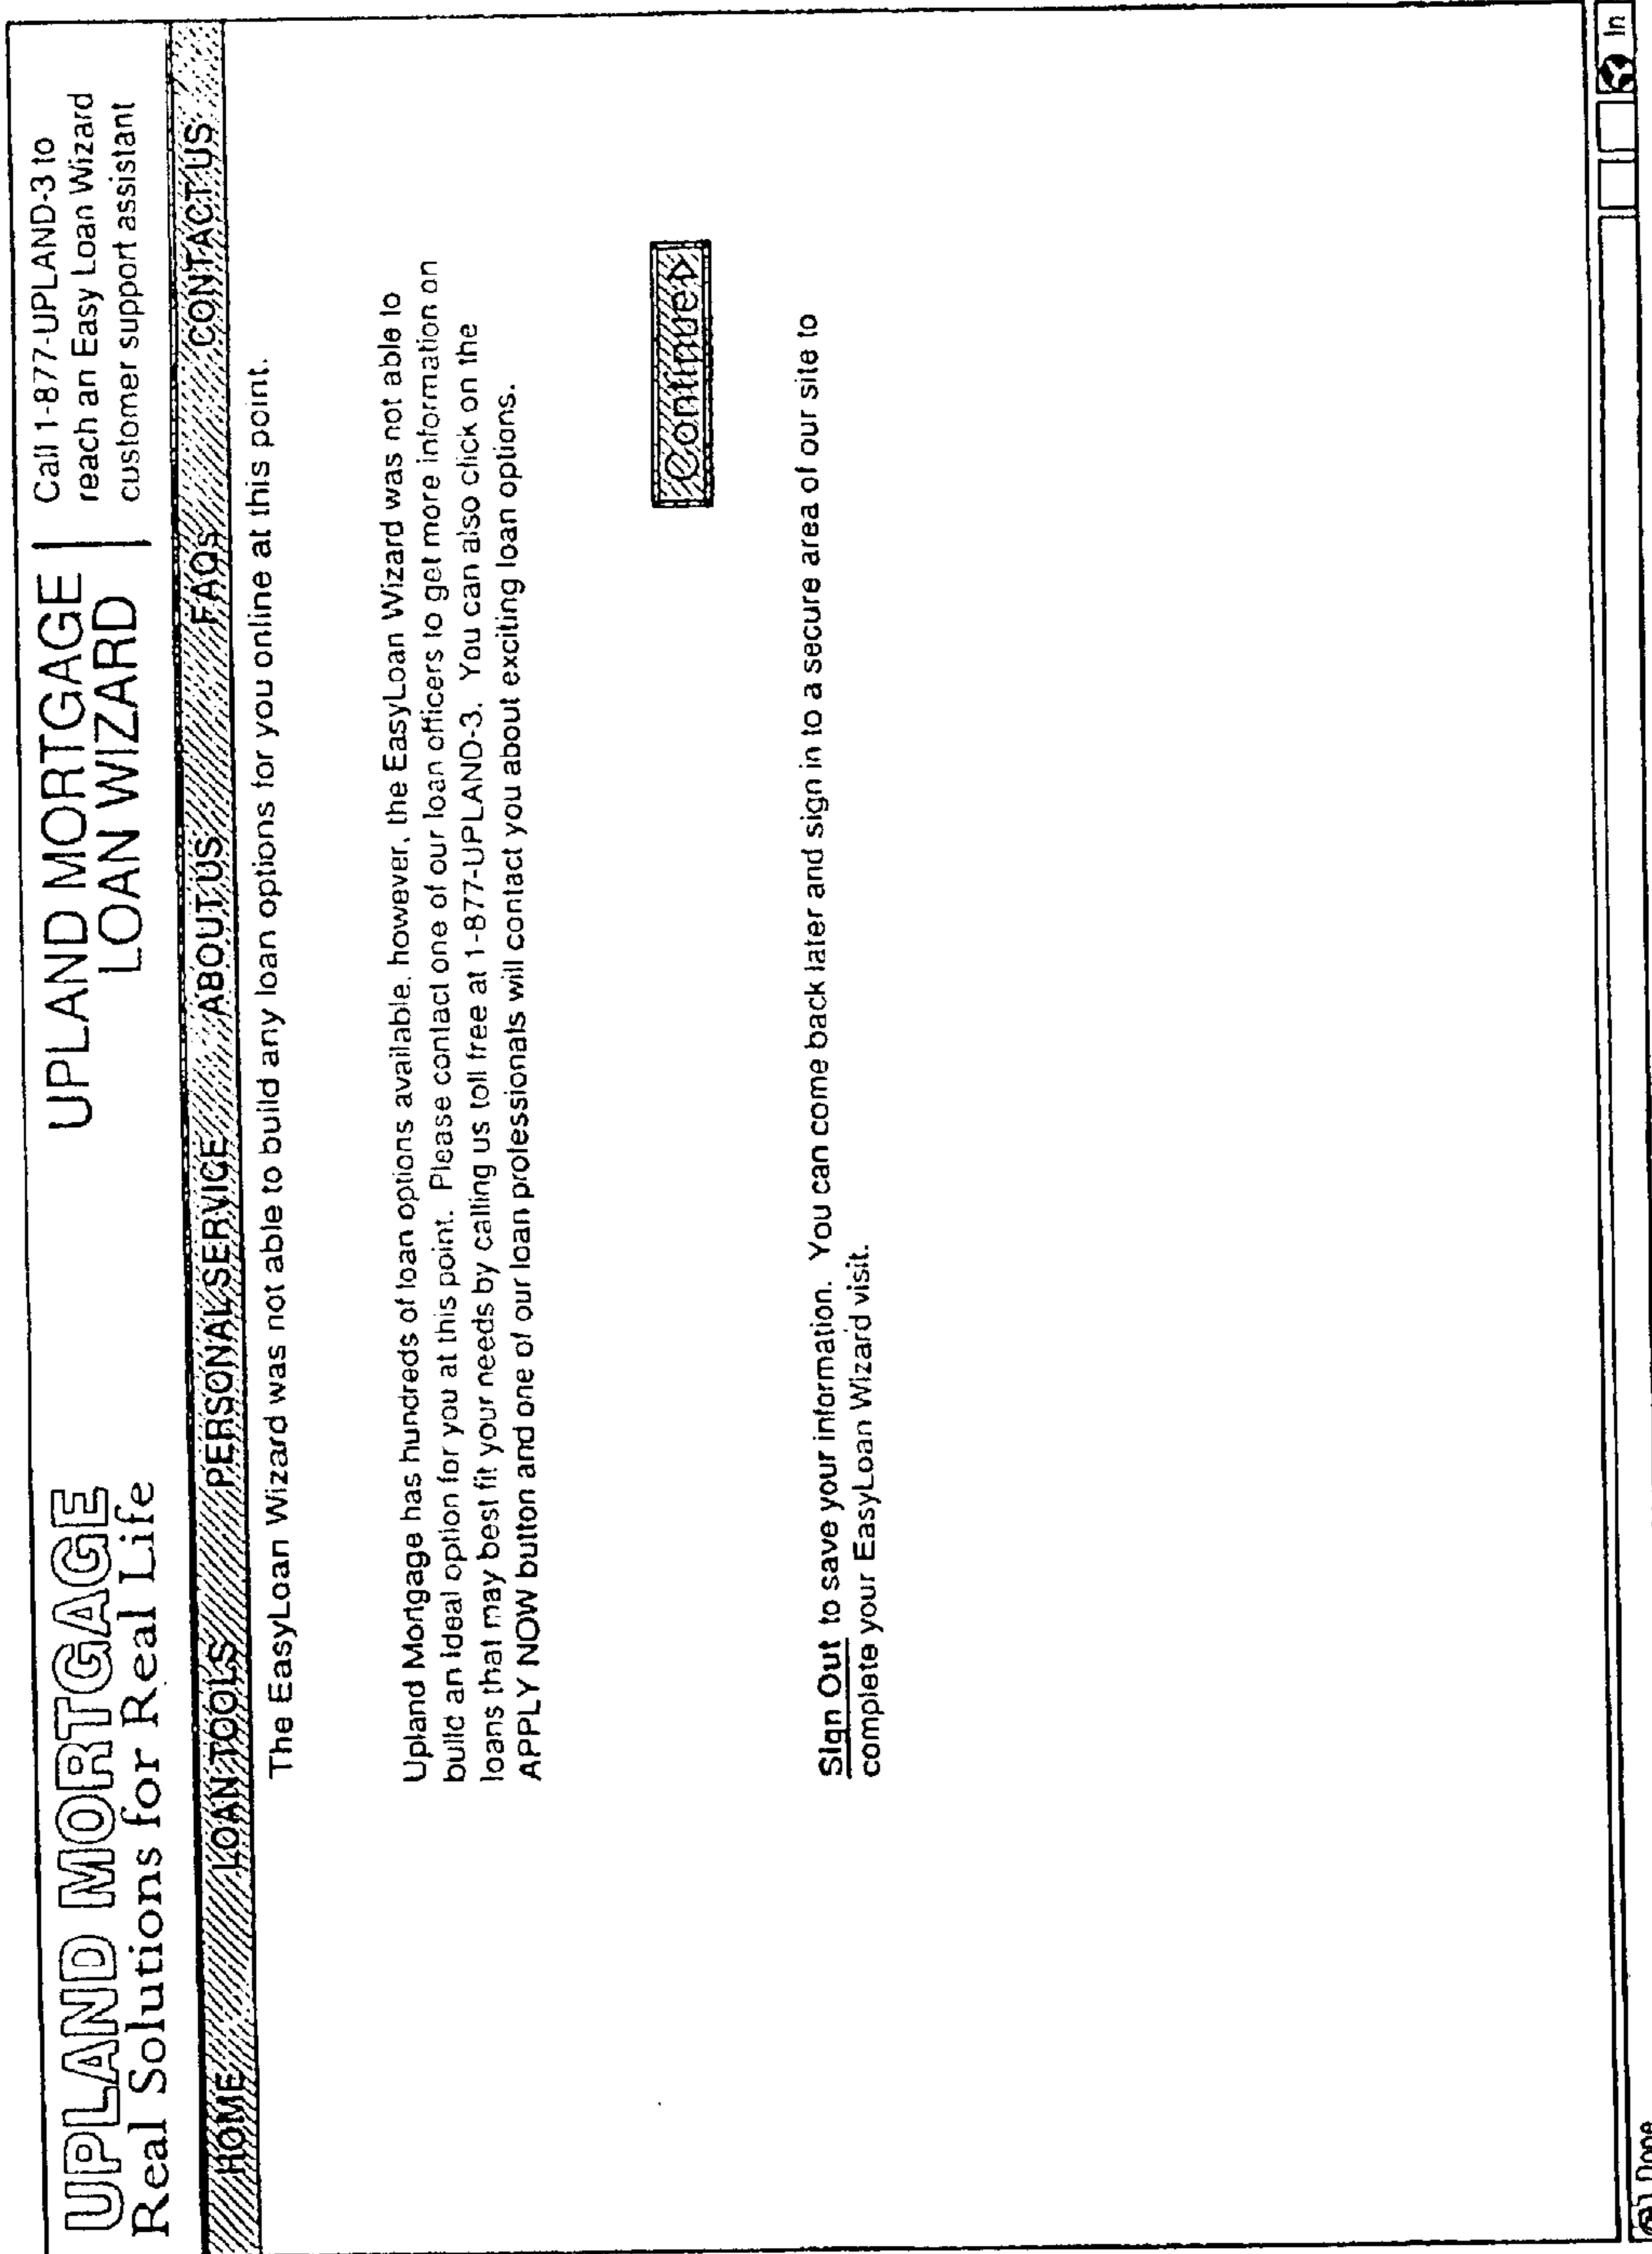 UPLAND MORTGAGE
Real Solutions for Real Life
UPLAND MORTGAGE
LOAN WIZARD
Call 1-877-UPLAND-3 to
reach an Easy Loan Wizard
customer support assistant
HOME LOAN TOOLS PERSONAL SERVICE ABOUT US FAQs CONTACT US
The EasyLoan Wizard was not able to build any loan options for you online at this point.
Upland Mortgage has hundreds of loan options available, however, the EasyLoan Wizard was not able to
build an ideal option for you at this point. Please contact one of our loan officers to get more information on
loans that may best fit your needs by calling us toll free at 1-877-UPLAND-3. You can also click on the
APPLY NOW button and one of our loan professionals will contact you about exciting loan options.
Continue
Sign Out to save your information. You can come back later and sign in to a secure area of our site to
complete your EasyLoan Wizard visit.
Done
In